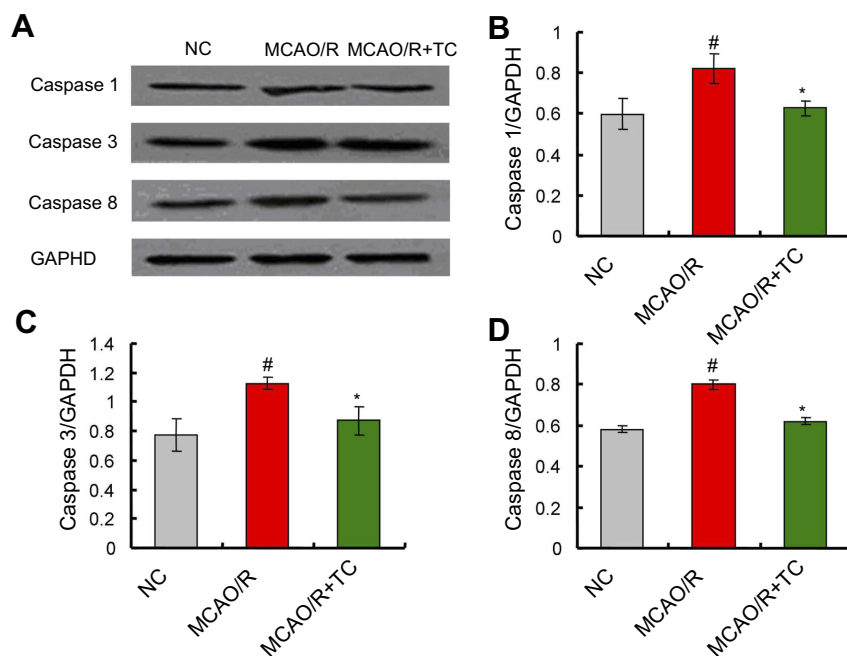 A
NC MCAO/R MCAO/R+TC
Caspase 1
Caspase 3
Caspase 8
GAPHD
B
Caspase 1/GAPDH
1
0.8
0.6
0.4
0.2
0
#
*
NC
MCAO/R
MCAO/R+TC
C
Caspase 3/GAPDH
1.4
1.2
1
0.8
0.6
0.4
0.2
0
#
*
NC
MCAO/R
MCAO/R+TC
D
Caspase 8/GAPDH
1
0.8
0.6
0.4
0.2
0
#
*
NC
MCAO/R
MCAO/R+TC